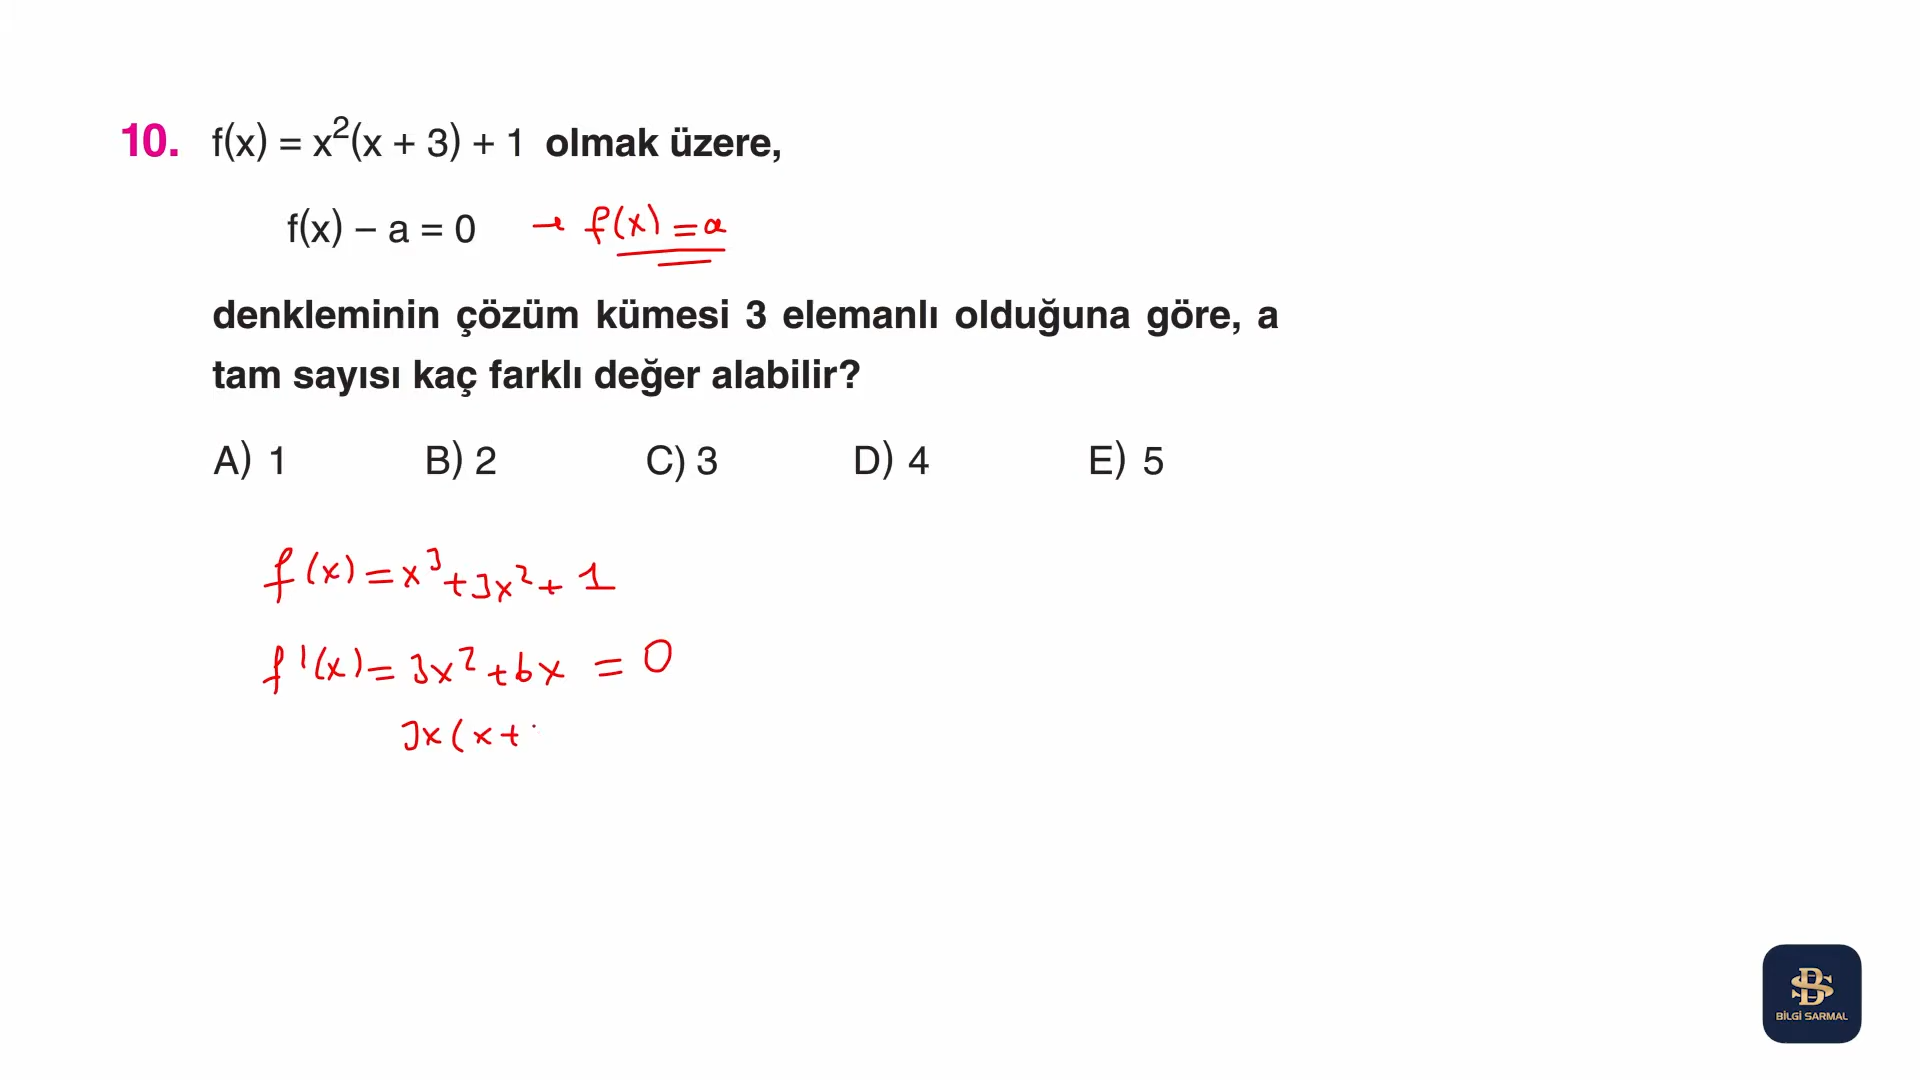 10. f(x) = x²(x + 3) + 1 olmak üzere,
f(x) – a = 0 → f(x) = a
denkleminin çözüm kümesi 3 elemanlı olduğuna göre, a
tam sayısı kaç farklı değer alabilir?
A) 1 B) 2 C) 3 D) 4 E) 5
f(x) = x³ + 3x² + 1
f'(x) = 3x² + 6x = 0
3x(x +
BİLGİ SARMAL